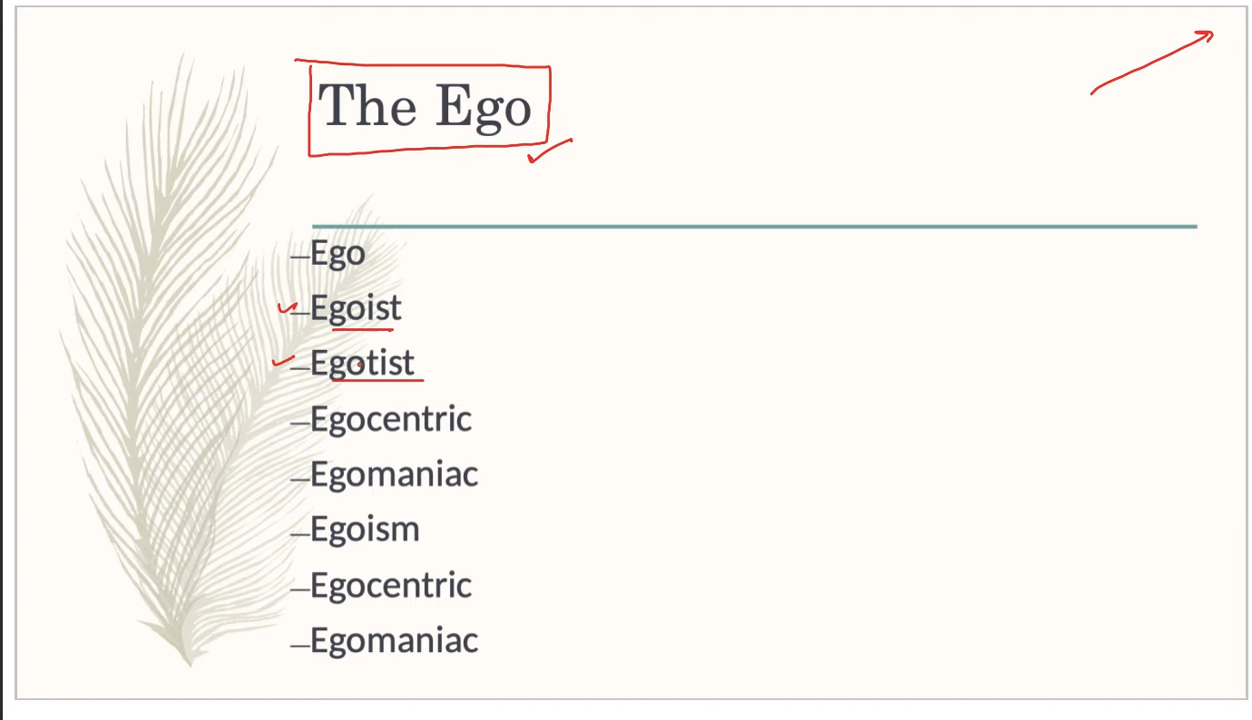 The Ego
–Ego
–Egoist
–Egotist
–Egocentric
–Egomaniac
–Egoism
–Egocentric
–Egomaniac